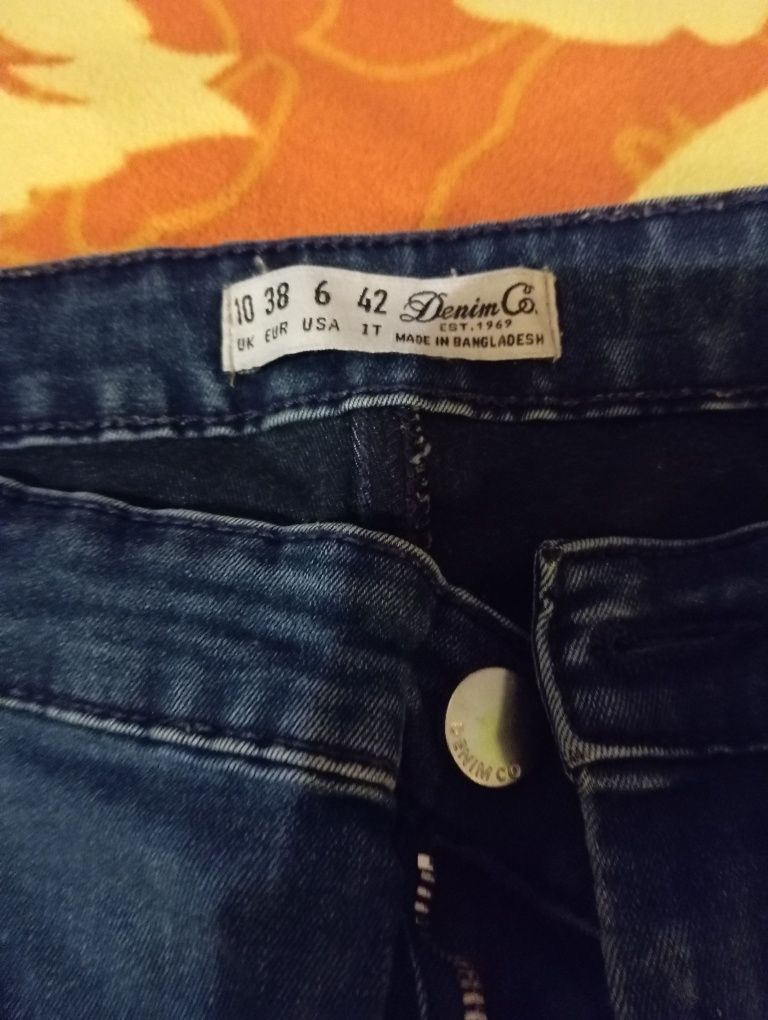 10 38 6 42 Denim Co.
EST. 1969
UK EUR USA IT MADE IN BANGLADESH
DENIM CO